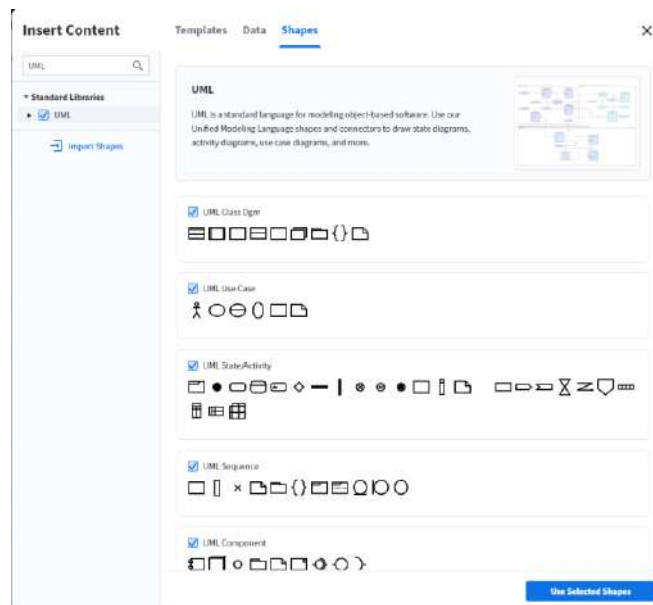 Insert Content
Templates Data Shapes
UML
Standard Libraries
UML
Import Shapes
UML
UML is a standard language for modeling object-based software. Use our
Unified Modeling Language shapes and connectors to draw state diagrams,
activity diagrams, use case diagrams, and more.
UML Class Dgm
UML Use Case
UML State/Activity
UML Sequence
UML Component
Use Selected Shapes